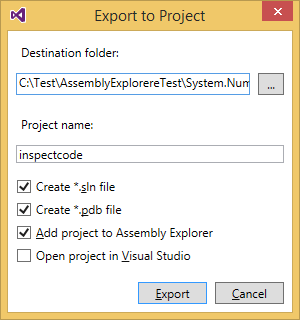 Export to Project
Destination folder:
C:\Test\AssemblyExplorereTest\System.Num
...
Project name:
inspectcode
Create *.sln file
Create *.pdb file
Add project to Assembly Explorer
Open project in Visual Studio
Export
Cancel